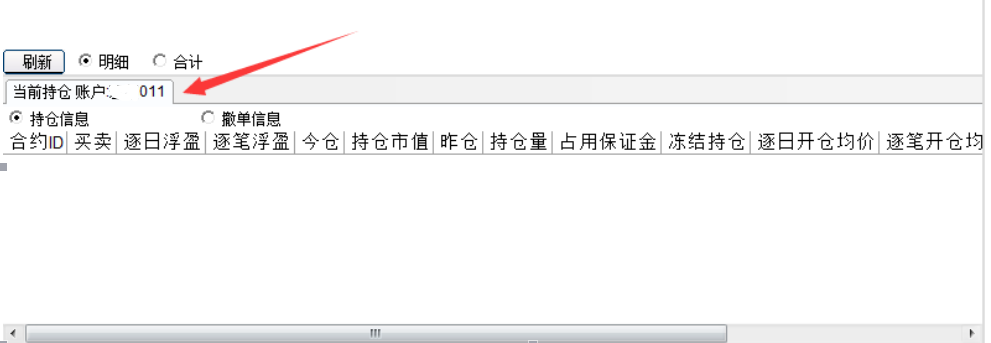 刷新 明细 合计
当前持仓 账户: 011
持仓信息 撤单信息
合约ID 买卖 逐日浮盈 逐笔浮盈 今仓 持仓市值 昨仓 持仓量 占用保证金 冻结持仓 逐日开仓均价 逐笔开仓均